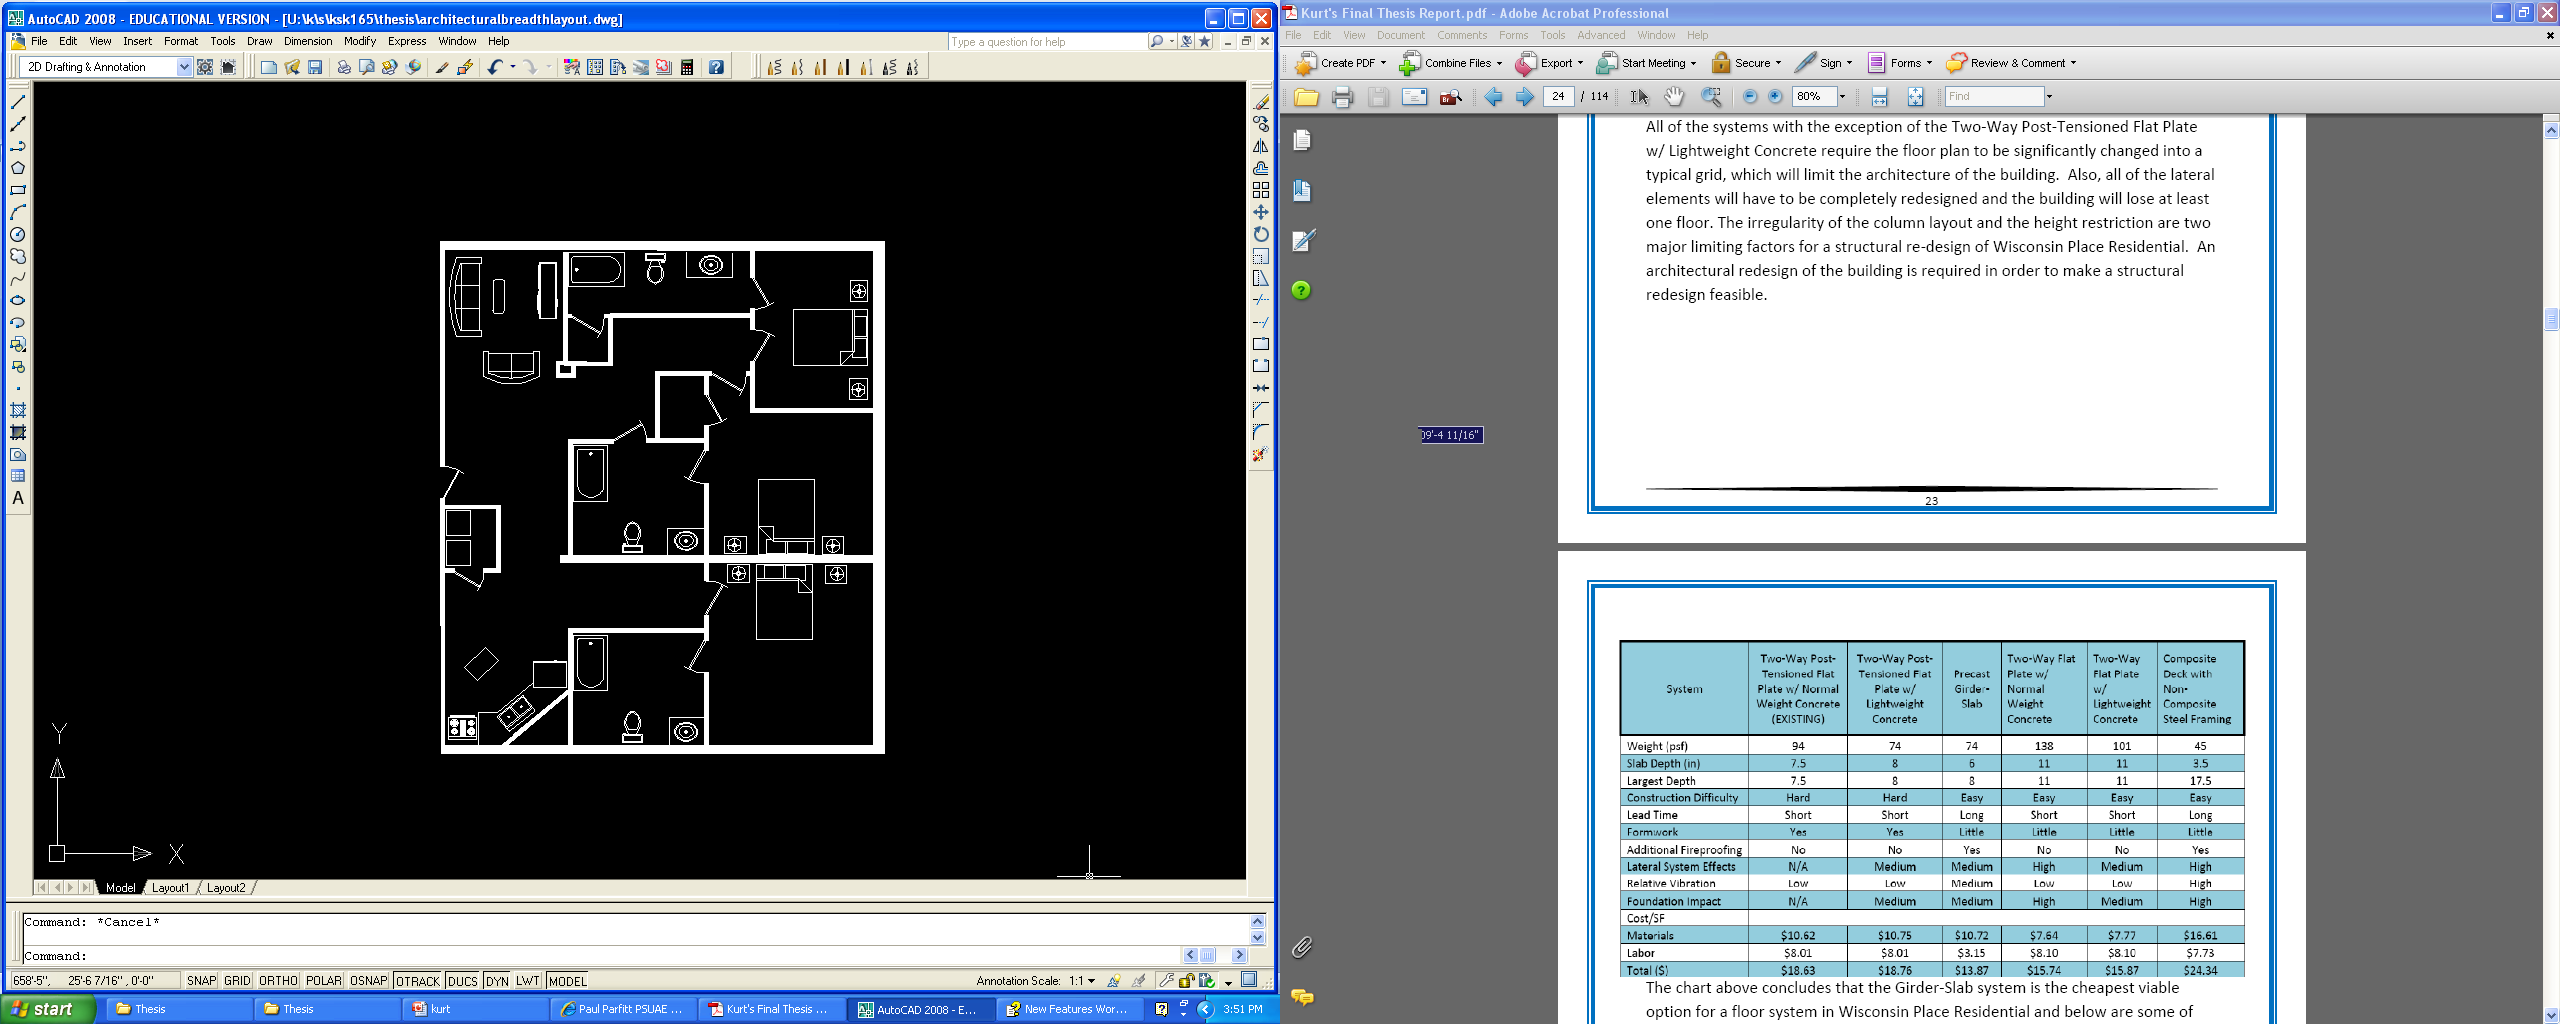 AutoCAD 2008 - EDUCATIONAL VERSION - [U:\k\s\ksk165\thesis\architecturalbreadthlayout.dwg]
File Edit View Insert Format Tools Draw Dimension Modify Express Window Help
Type a question for help
2D Drafting & Annotation
A
Y
X
Model Layout1 Layout2
Command: *Cancel*
Command:
658'-5", 25'-6 7/16", 0'-0" SNAP GRID ORTHO POLAR OSNAP OTRACK DUCS DYN LWT MODEL Annotation Scale: 1:1
start Thesis Thesis kurt Paul Parfitt PSUAE ... Kurt's Final Thesis ... AutoCAD 2008 - E... New Features Wor... 3:51 PM
Kurt's Final Thesis Report.pdf - Adobe Acrobat Professional
File Edit View Document Comments Forms Tools Advanced Window Help
Create PDF Combine Files Export Start Meeting Secure Sign Forms Review & Comment
24 / 114 80% Find
All of the systems with the exception of the Two-Way Post-Tensioned Flat Plate
w/ Lightweight Concrete require the floor plan to be significantly changed into a
typical grid, which will limit the architecture of the building. Also, all of the lateral
elements will have to be completely redesigned and the building will lose at least
one floor. The irregularity of the column layout and the height restriction are two
major limiting factors for a structural re-design of Wisconsin Place Residential. An
architectural redesign of the building is required in order to make a structural
redesign feasible.
09'-4 11/16"
23
System
Two-Way Post-
Tensioned Flat
Plate w/ Normal
Weight Concrete
(EXISTING)
Two-Way Post-
Tensioned Flat
Plate w/
Lightweight
Concrete
Precast
Girder-
Slab
Two-Way Flat
Plate w/
Normal
Weight
Concrete
Two-Way
Flat Plate
w/
Lightweight
Concrete
Composite
Deck with
Non-
Composite
Steel Framing
Weight (psf) 94 74 74 138 101 45
Slab Depth (in) 7.5 8 6 11 11 3.5
Largest Depth 7.5 8 8 11 11 17.5
Construction Difficulty Hard Hard Easy Easy Easy Easy
Lead Time Short Short Long Short Short Long
Formwork Yes Yes Little Little Little Little
Additional Fireproofing No No Yes No No Yes
Lateral System Effects N/A Medium Medium High Medium High
Relative Vibration Low Low Medium Low Low High
Foundation Impact N/A Medium Medium High Medium High
Cost/SF
Materials $10.62 $10.75 $10.72 $7.64 $7.77 $16.61
Labor $8.01 $8.01 $3.15 $8.10 $8.10 $7.73
Total ($) $18.63 $18.76 $13.87 $15.74 $15.87 $24.34
The chart above concludes that the Girder-Slab system is the cheapest viable
option for a floor system in Wisconsin Place Residential and below are some of